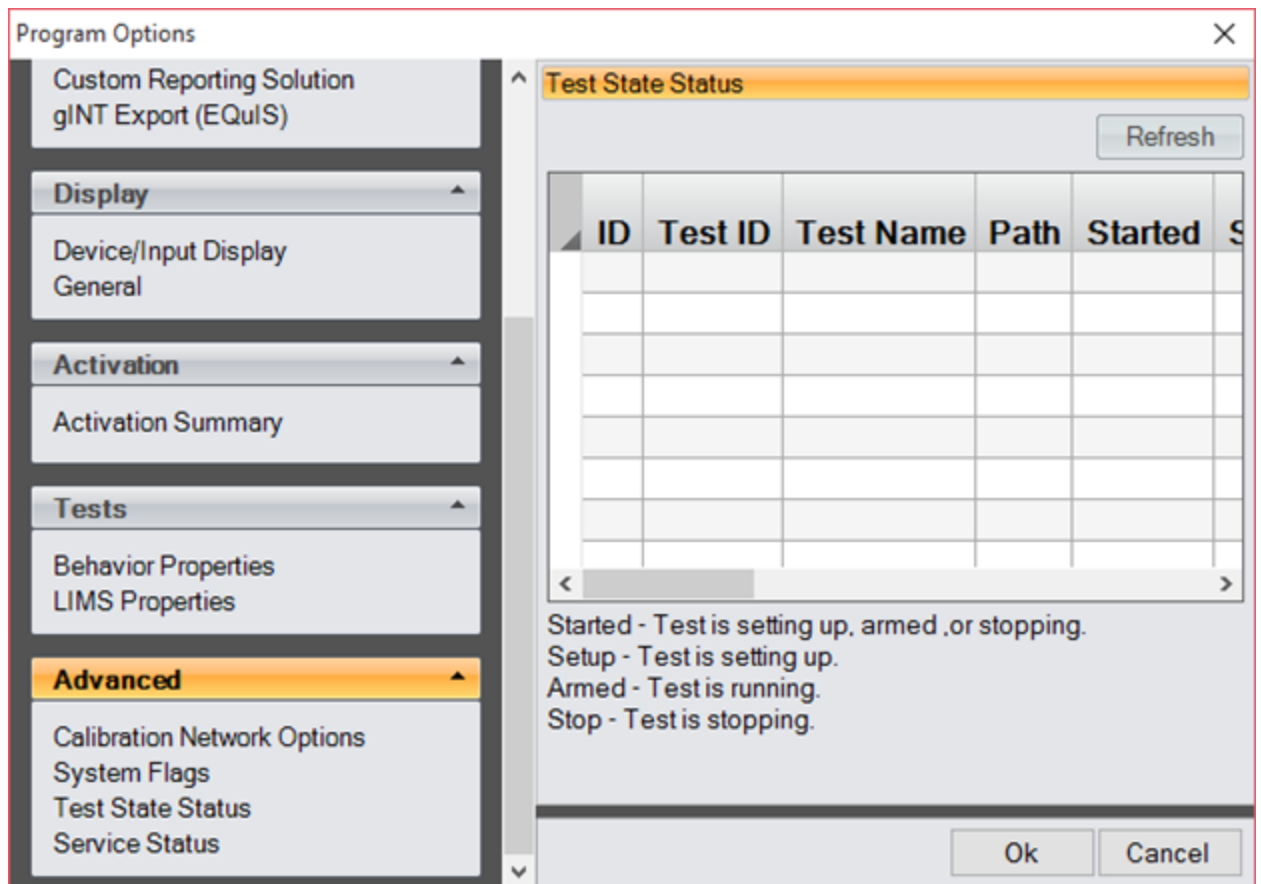 Program Options
Custom Reporting Solution
gINT Export (EQuIS)
Display
Device/Input Display
General
Activation
Activation Summary
Tests
Behavior Properties
LIMS Properties
Advanced
Calibration Network Options
System Flags
Test State Status
Service Status
Test State Status
Refresh
ID Test ID Test Name Path Started
Started - Test is setting up, armed ,or stopping.
Setup - Test is setting up.
Armed - Test is running.
Stop - Test is stopping.
Ok Cancel